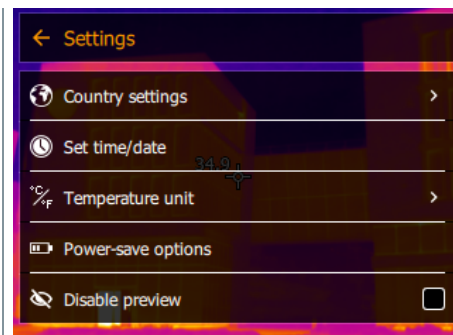 Settings
Country settings
Set time/date
34.9
°C/°F Temperature unit
Power-save options
Disable preview